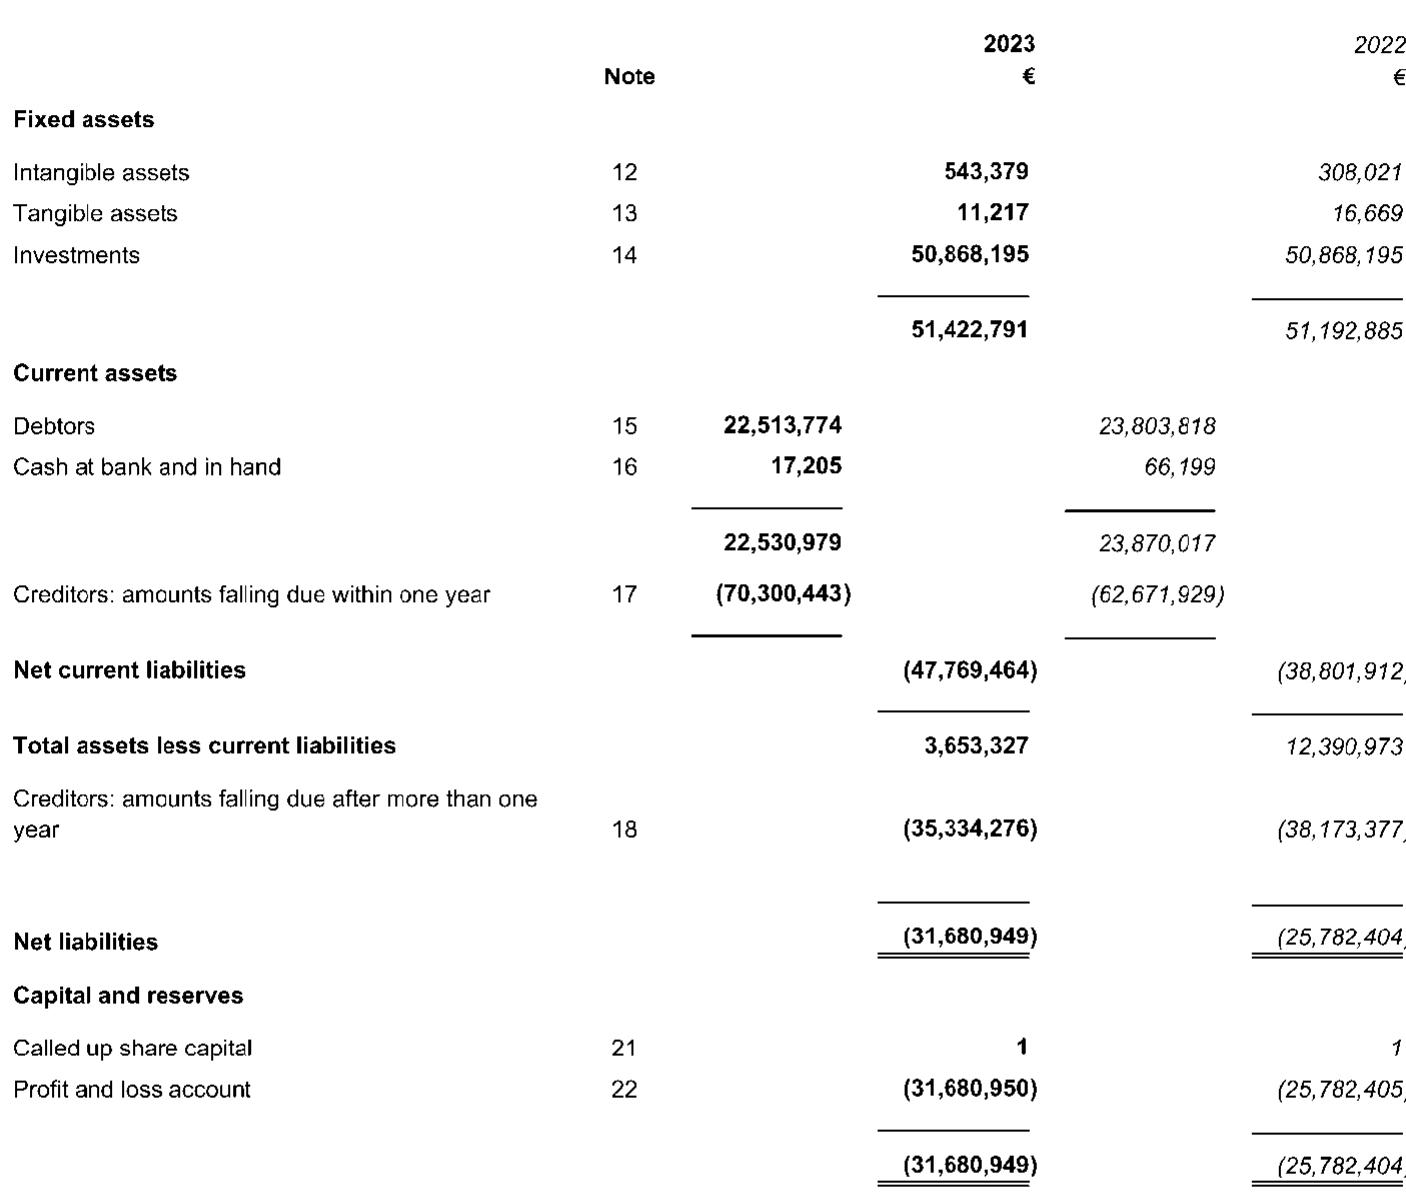 2023 2022
Note € €
Fixed assets
Intangible assets 12 543,379 308,021
Tangible assets 13 11,217 16,669
Investments 14 50,868,195 50,868,195
51,422,791 51,192,885
Current assets
Debtors 15 22,513,774 23,803,818
Cash at bank and in hand 16 17,205 66,199
22,530,979 23,870,017
Creditors: amounts falling due within one year 17 (70,300,443) (62,671,929)
Net current liabilities (47,769,464) (38,801,912)
Total assets less current liabilities 3,653,327 12,390,973
Creditors: amounts falling due after more than one
year 18 (35,334,276) (38,173,377)
Net liabilities (31,680,949) (25,782,404)
Capital and reserves
Called up share capital 21 1 1
Profit and loss account 22 (31,680,950) (25,782,405)
(31,680,949) (25,782,404)